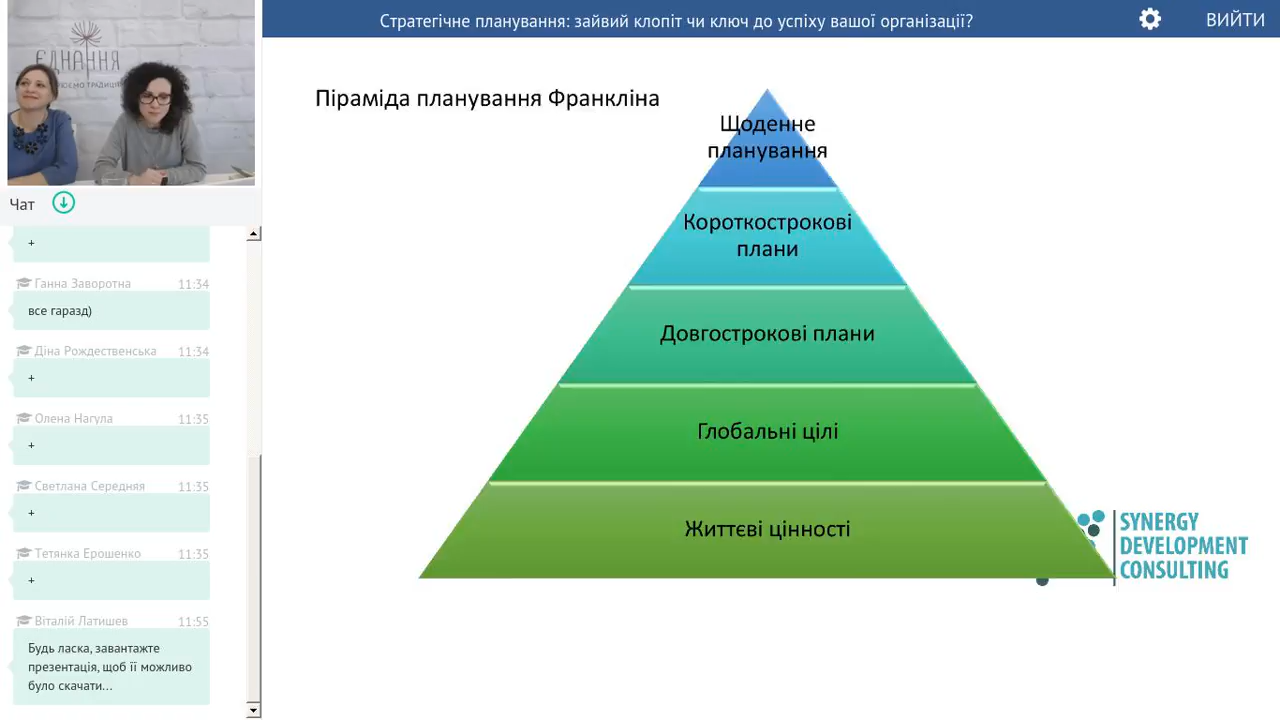 Стратегічне планування: зайвий клопіт чи ключ до успіху вашої організації?
ВИЙТИ
ЄДНАННЯ
Чат
+
Ганна Заворотна 11:34
все гаразд)
Діна Рождественська 11:34
+
Олена Нагула 11:35
+
Светлана Середняя 11:35
+
Тетянка Ерошенко 11:35
+
Віталій Латишев 11:55
Будь ласка, завантажте
презентація, щоб її можливо
було скачати...
Піраміда планування Франкліна
Щоденне
планування
Короткострокові
плани
Довгострокові плани
Глобальні цілі
Життєві цінності
SYNERGY
DEVELOPMENT
CONSULTING